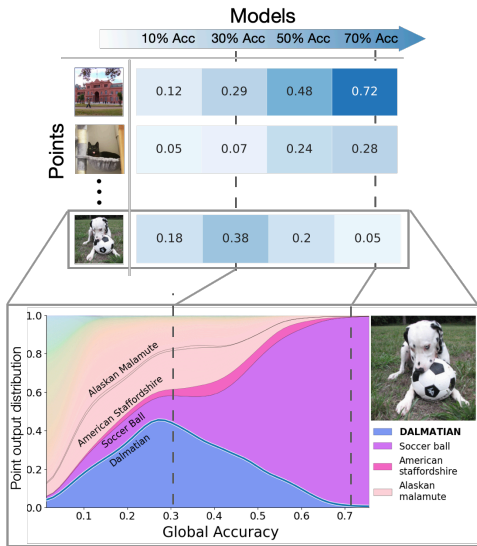 Models
10% Acc 30% Acc 50% Acc 70% Acc
Points
0.12 0.29 0.48 0.72
0.05 0.07 0.24 0.28
0.18 0.38 0.2 0.05
Point output distribution
1.0
0.8
0.6
0.4
0.2
0.0
Alaskan Malamute
American Staffordshire
Soccer Ball
Dalmatian
0.1 0.2 0.3 0.4 0.5 0.6 0.7
Global Accuracy
DALMATIAN
Soccer ball
American
staffordshire
Alaskan
malamute